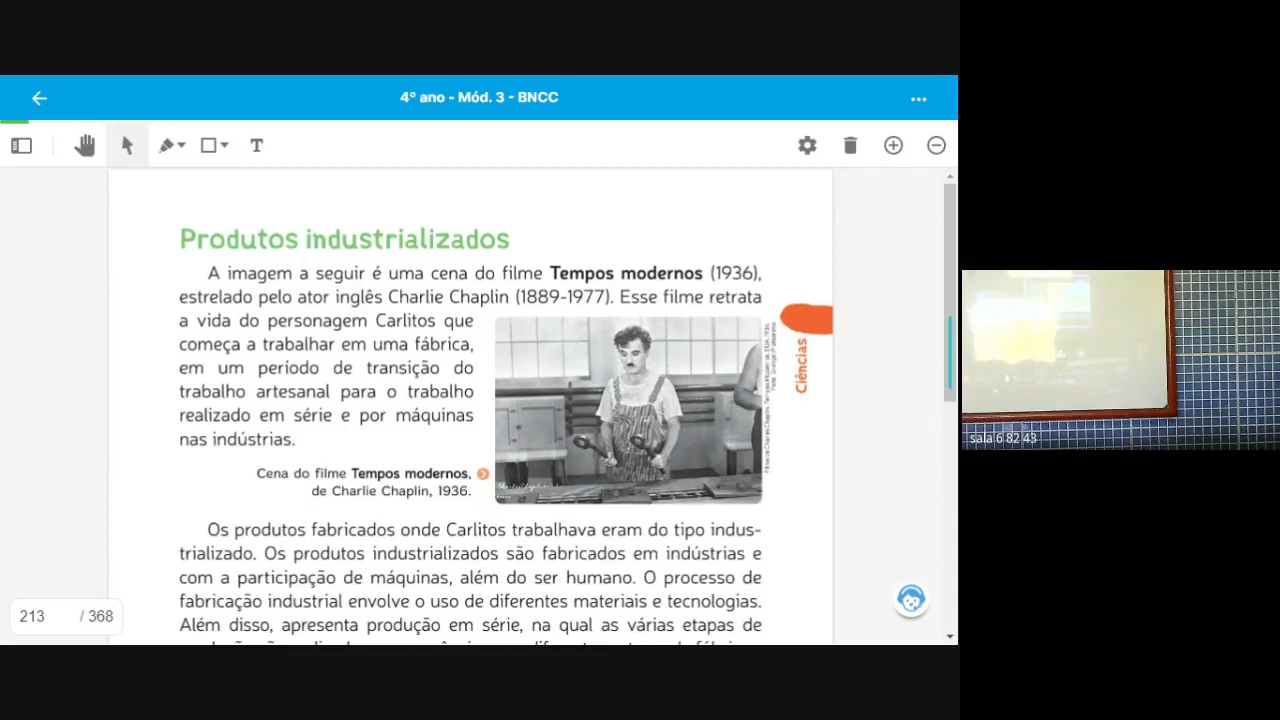 4º ano - Mód. 3 - BNCC
T
Produtos industrializados
A imagem a seguir é uma cena do filme Tempos modernos (1936),
estrelado pelo ator inglês Charlie Chaplin (1889-1977). Esse filme retrata
a vida do personagem Carlitos que
começa a trabalhar em uma fábrica,
em um período de transição do
trabalho artesanal para o trabalho
realizado em série e por máquinas
nas indústrias.
Cena do filme Tempos modernos,
de Charlie Chaplin, 1936.
Ciências
Os produtos fabricados onde Carlitos trabalhava eram do tipo indus-
trializado. Os produtos industrializados são fabricados em indústrias e
com a participação de máquinas, além do ser humano. O processo de
fabricação industrial envolve o uso de diferentes materiais e tecnologias.
Além disso, apresenta produção em série, na qual as várias etapas de
213 / 368
sala 6 82 43